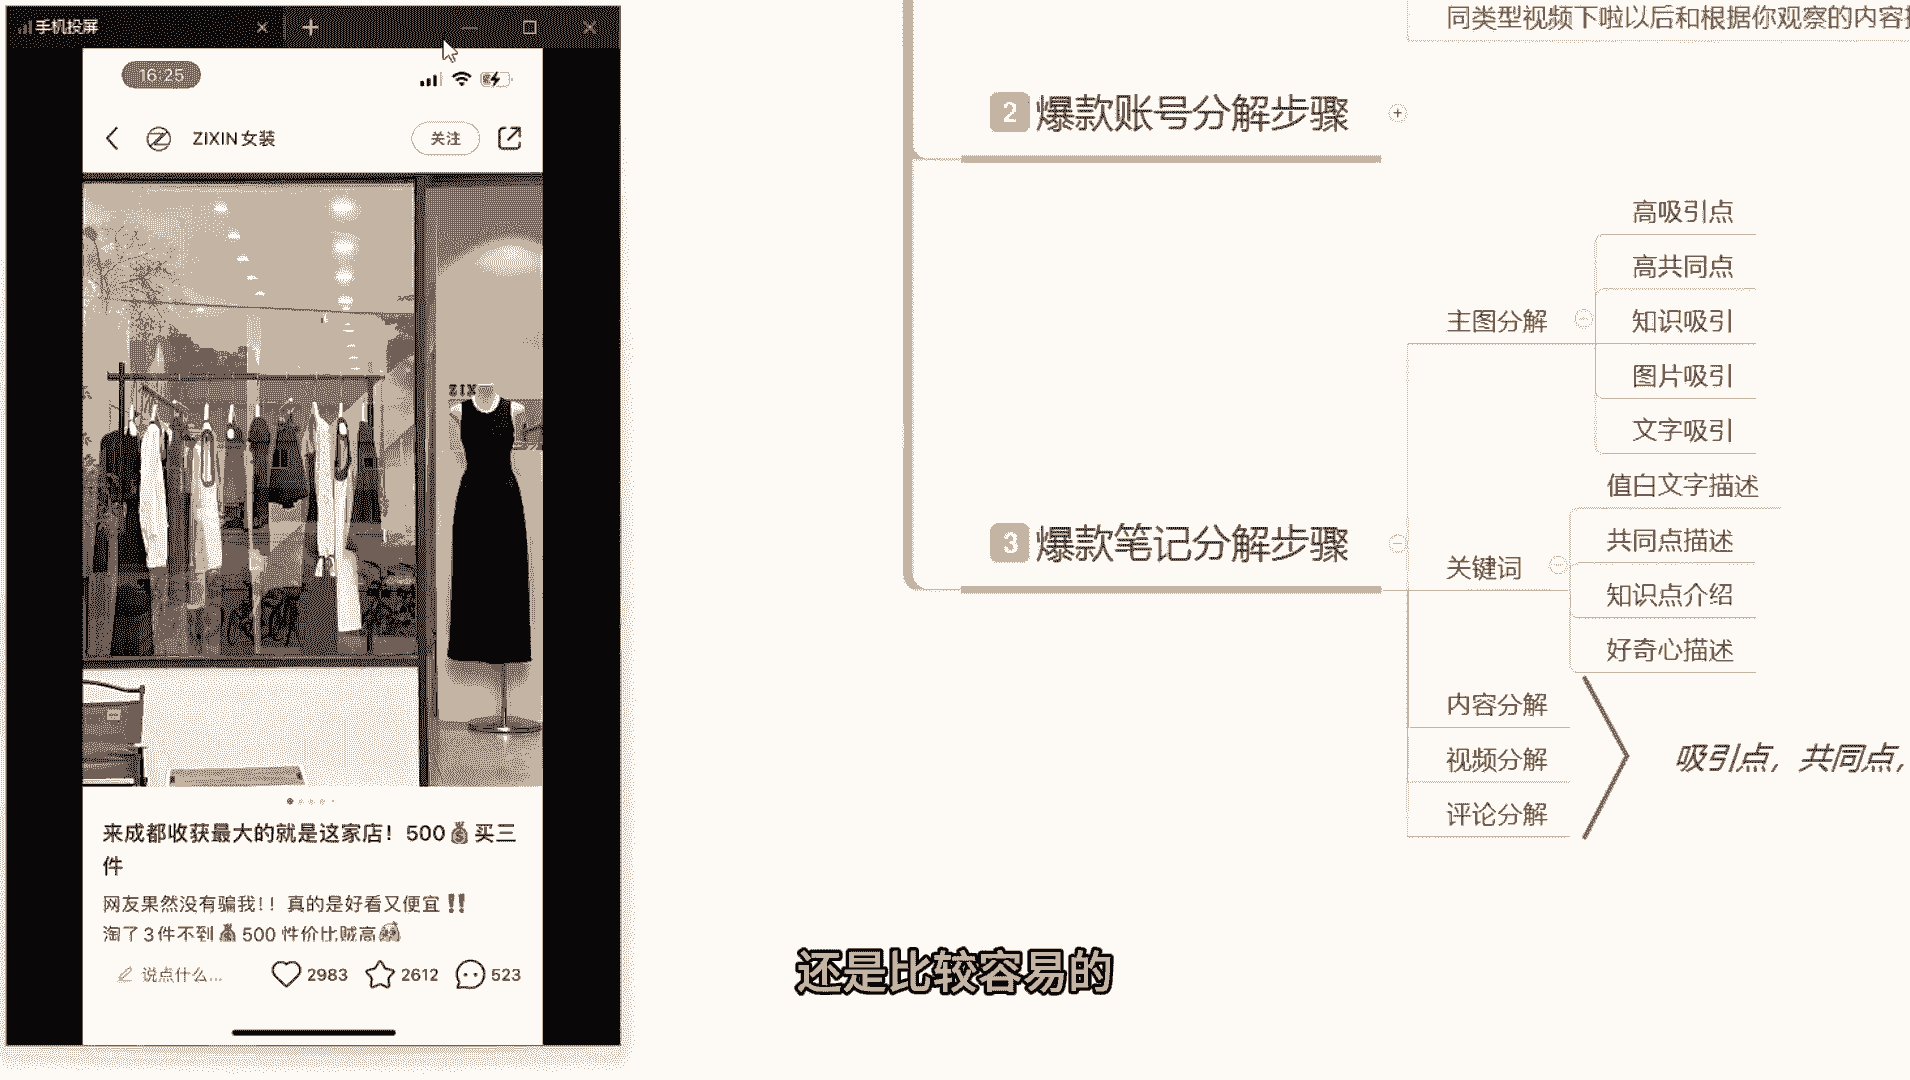 手机投屏
16:25
ZIXIN女装
关注
ZIX
来成都收获最大的就是这家店！500💰买三
件
网友果然没有骗我!！真的是好看又便宜‼️
淘了3件不到💰500 性价比贼高
说点什么...
2983
2612
523
同类型视频下啦以后和根据你观察的内容
2 爆款账号分解步骤
3 爆款笔记分解步骤
主图分解
高吸引点
高共同点
知识吸引
图片吸引
文字吸引
关键词
值白文字描述
共同点描述
知识点介绍
好奇心描述
内容分解
视频分解
评论分解
吸引点，共同点，
还是比较容易的